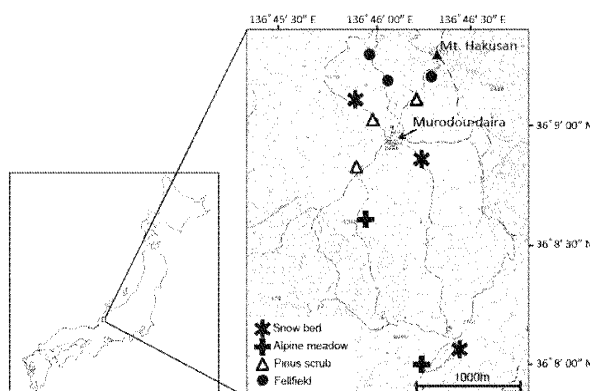 136° 45' 30" E 136° 46' 00" E 136° 46' 30" E
Mt. Hakusan
Murodou-daira
36° 9' 00" N
36° 8' 30" N
36° 8' 00" N
Snow bed
Alpine meadow
Pinus scrub
Fellfield
1000m